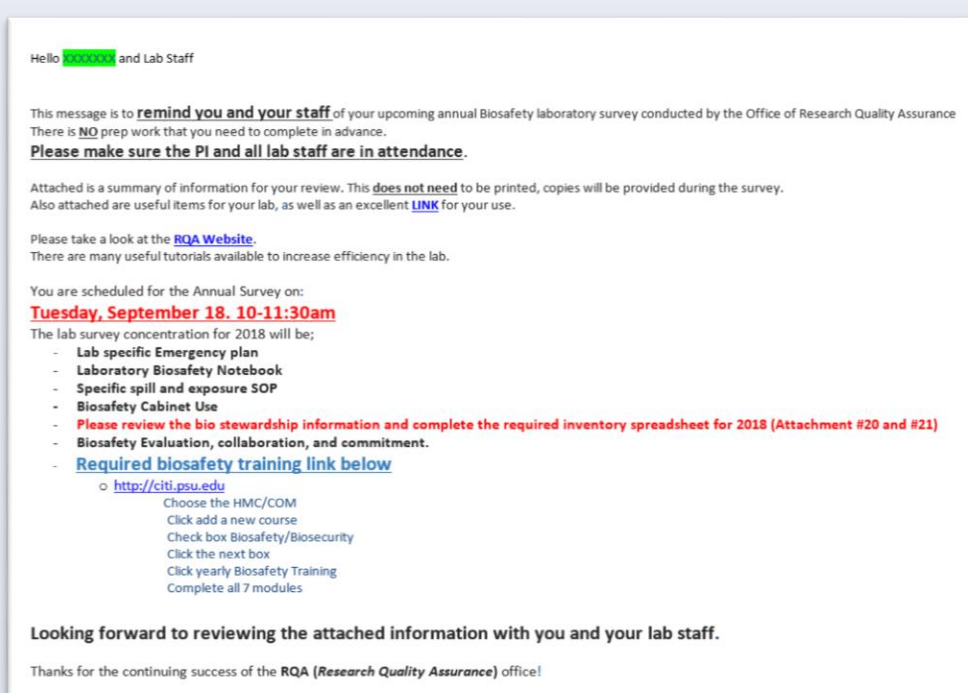 Hello XXXXXXX and Lab Staff
This message is to remind you and your staff of your upcoming annual Biosafety laboratory survey conducted by the Office of Research Quality Assurance
There is NO prep work that you need to complete in advance.
Please make sure the PI and all lab staff are in attendance.
Attached is a summary of information for your review. This does not need to be printed, copies will be provided during the survey.
Also attached are useful items for your lab, as well as an excellent LINK for your use.
Please take a look at the RQA Website.
There are many useful tutorials available to increase efficiency in the lab.
You are scheduled for the Annual Survey on:
Tuesday, September 18. 10-11:30am
The lab survey concentration for 2018 will be;
- Lab specific Emergency plan
- Laboratory Biosafety Notebook
- Specific spill and exposure SOP
- Biosafety Cabinet Use
- Please review the bio stewardship information and complete the required inventory spreadsheet for 2018 (Attachment #20 and #21)
- Biosafety Evaluation, collaboration, and commitment.
- Required biosafety training link below
o http://citi.psu.edu
Choose the HMC/COM
Click add a new course
Check box Biosafety/Biosecurity
Click the next box
Click yearly Biosafety Training
Complete all 7 modules
Looking forward to reviewing the attached information with you and your lab staff.
Thanks for the continuing success of the RQA (Research Quality Assurance) office!